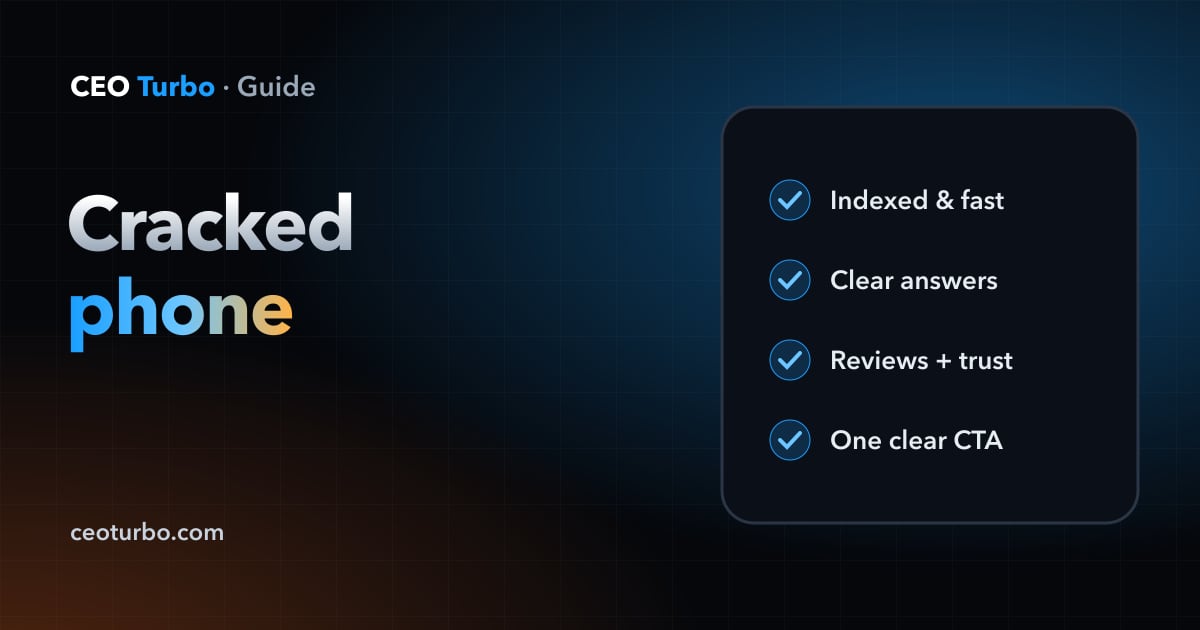 CEO Turbo · Guide
Cracked
phone
Indexed & fast
Clear answers
Reviews + trust
One clear CTA
ceoturbo.com